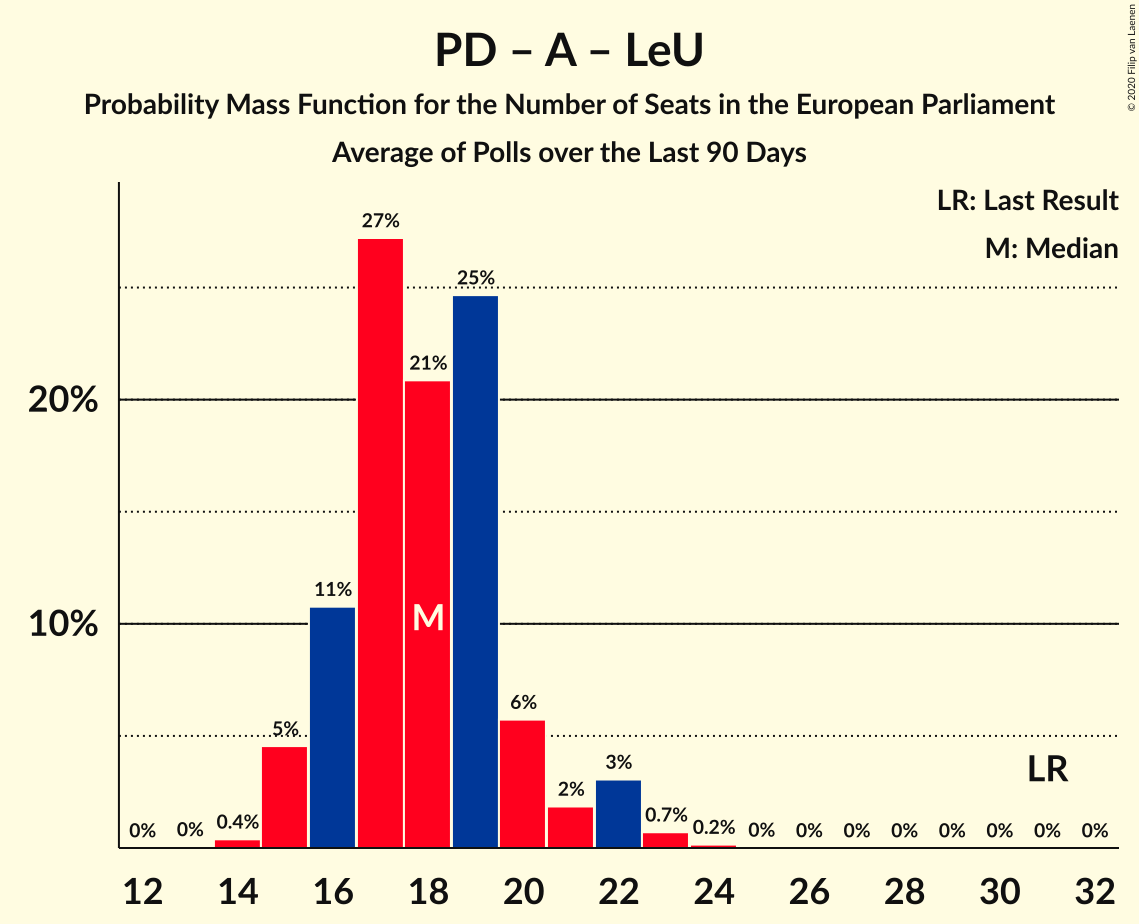 PD – A – LeU
Probability Mass Function for the Number of Seats in the European Parliament
Average of Polls over the Last 90 Days
© 2020 Filip van Laenen
LR: Last Result
M: Median
27%
25%
21%
20%
11%
M
10%
6%
5%
3%
LR
2%
0% 0% 0.4% 0.7% 0.2% 0% 0% 0% 0% 0% 0% 0% 0%
12 14 16 18 20 22 24 26 28 30 32